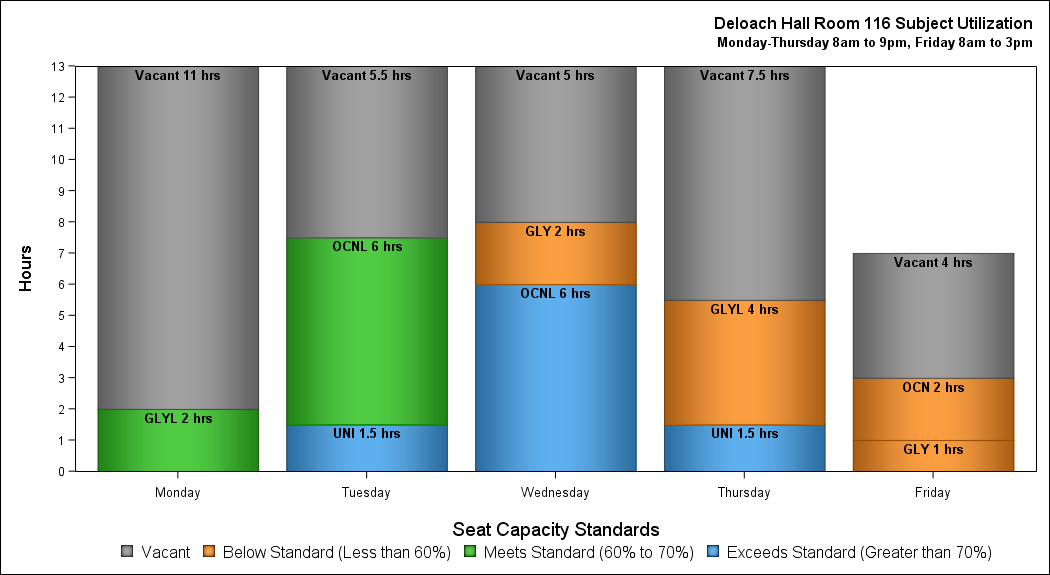 Deloach Hall Room 116 Subject Utilization
Monday-Thursday 8am to 9pm, Friday 8am to 3pm
Hours
13
12
11
10
9
8
7
6
5
4
3
2
1
0
Vacant 11 hrs
GLYL 2 hrs
Vacant 5.5 hrs
OCNL 6 hrs
UNI 1.5 hrs
Vacant 5 hrs
GLY 2 hrs
OCNL 6 hrs
Vacant 7.5 hrs
GLYL 4 hrs
UNI 1.5 hrs
Vacant 4 hrs
OCN 2 hrs
GLY 1 hrs
Monday Tuesday Wednesday Thursday Friday
Seat Capacity Standards
Vacant Below Standard (Less than 60%) Meets Standard (60% to 70%) Exceeds Standard (Greater than 70%)